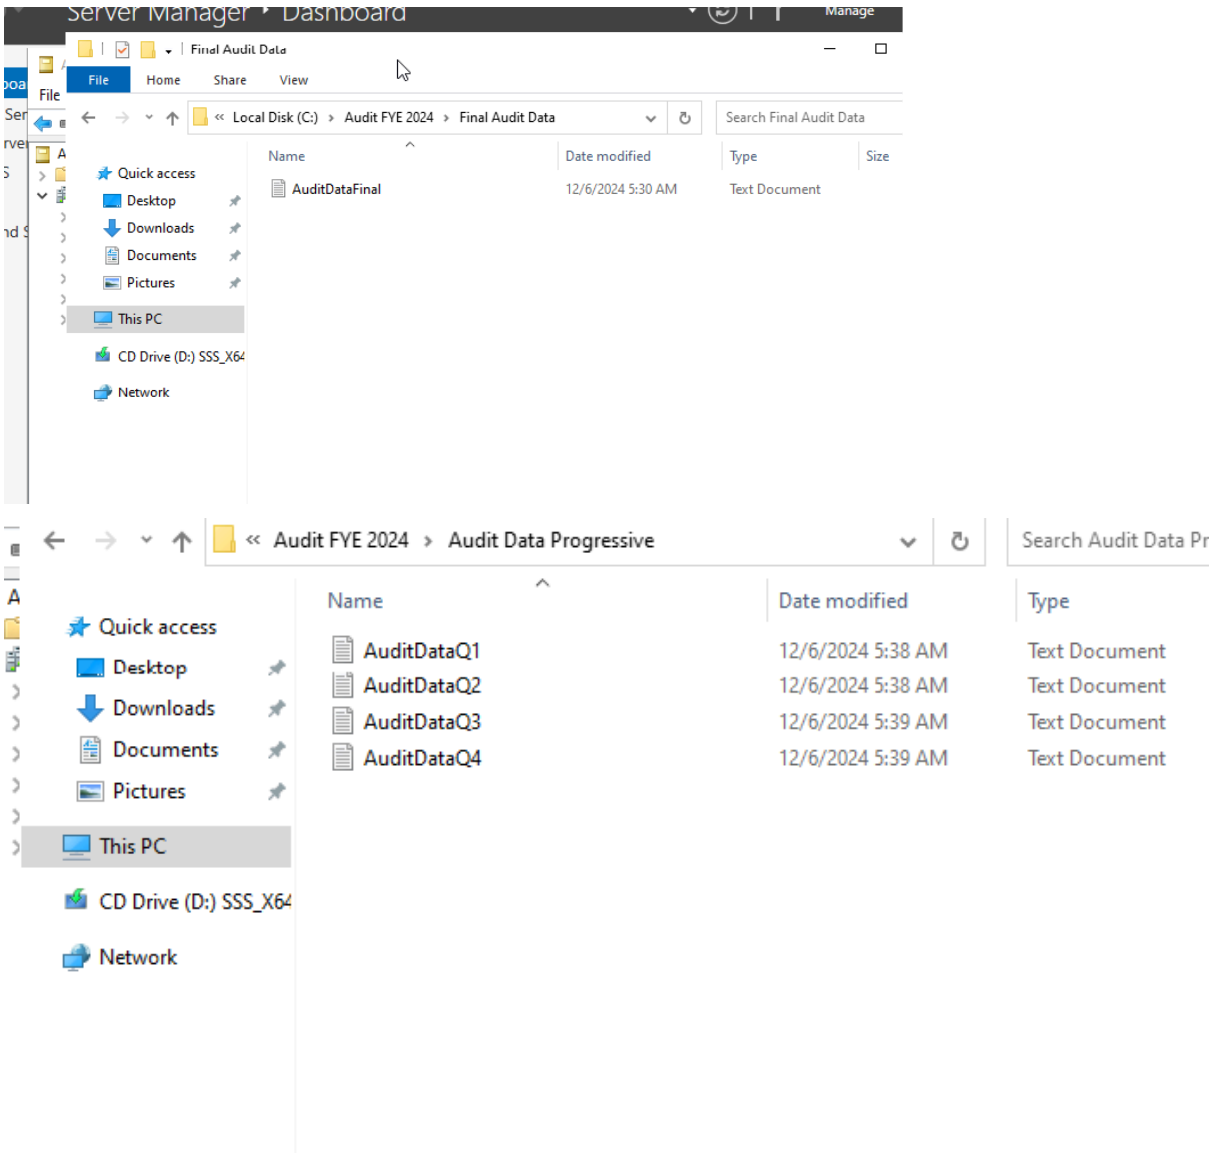 Server Manager ‣ Dashboard
Manage
Final Audit Data
File
Home Share View
File
« Local Disk (C:) › Audit FYE 2024 › Final Audit Data
Search Final Audit Data
Name Date modified Type Size
Quick access
AuditDataFinal 12/6/2024 5:30 AM Text Document
Desktop
Downloads
Documents
Pictures
This PC
CD Drive (D:) SSS_X64
Network
« Audit FYE 2024 › Audit Data Progressive
Search Audit Data Pr
Name Date modified Type
Quick access
AuditDataQ1 12/6/2024 5:38 AM Text Document
Desktop
AuditDataQ2 12/6/2024 5:38 AM Text Document
Downloads
AuditDataQ3 12/6/2024 5:39 AM Text Document
Documents
AuditDataQ4 12/6/2024 5:39 AM Text Document
Pictures
This PC
CD Drive (D:) SSS_X64
Network